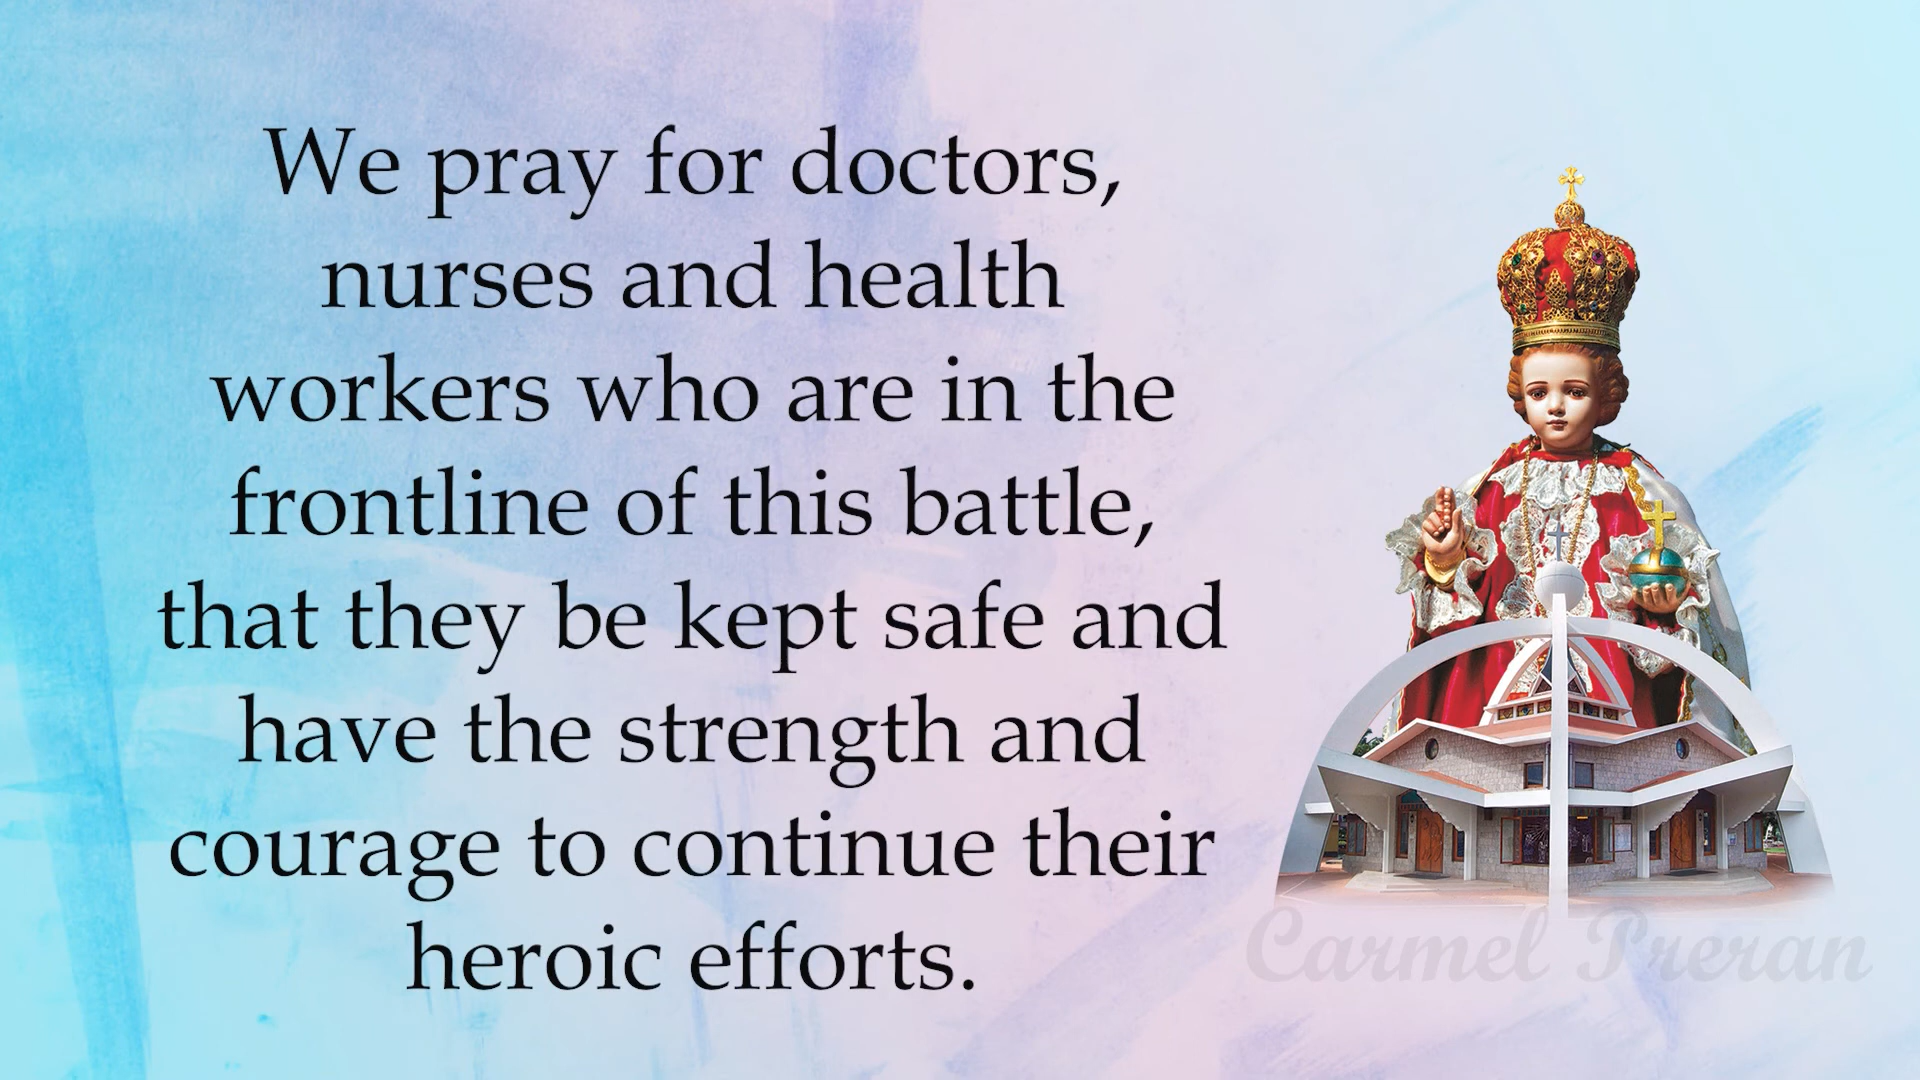 We pray for doctors,
nurses and health
workers who are in the
frontline of this battle,
that they be kept safe and
have the strength and
courage to continue their
heroic efforts.
Carmel Preran